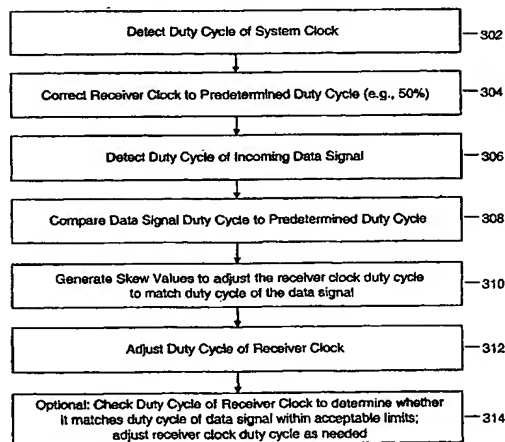 Detect Duty Cycle of System Clock
302
Correct Receiver Clock to Predetermined Duty Cycle (e.g., 50%)
304
Detect Duty Cycle of Incoming Data Signal
306
Compare Data Signal Duty Cycle to Predetermined Duty Cycle
308
Generate Skew Values to adjust the receiver clock duty cycle
to match duty cycle of the data signal
310
Adjust Duty Cycle of Receiver Clock
312
Optional: Check Duty Cycle of Receiver Clock to determine whether
it matches duty cycle of data signal within acceptable limits;
adjust receiver clock duty cycle as needed
314